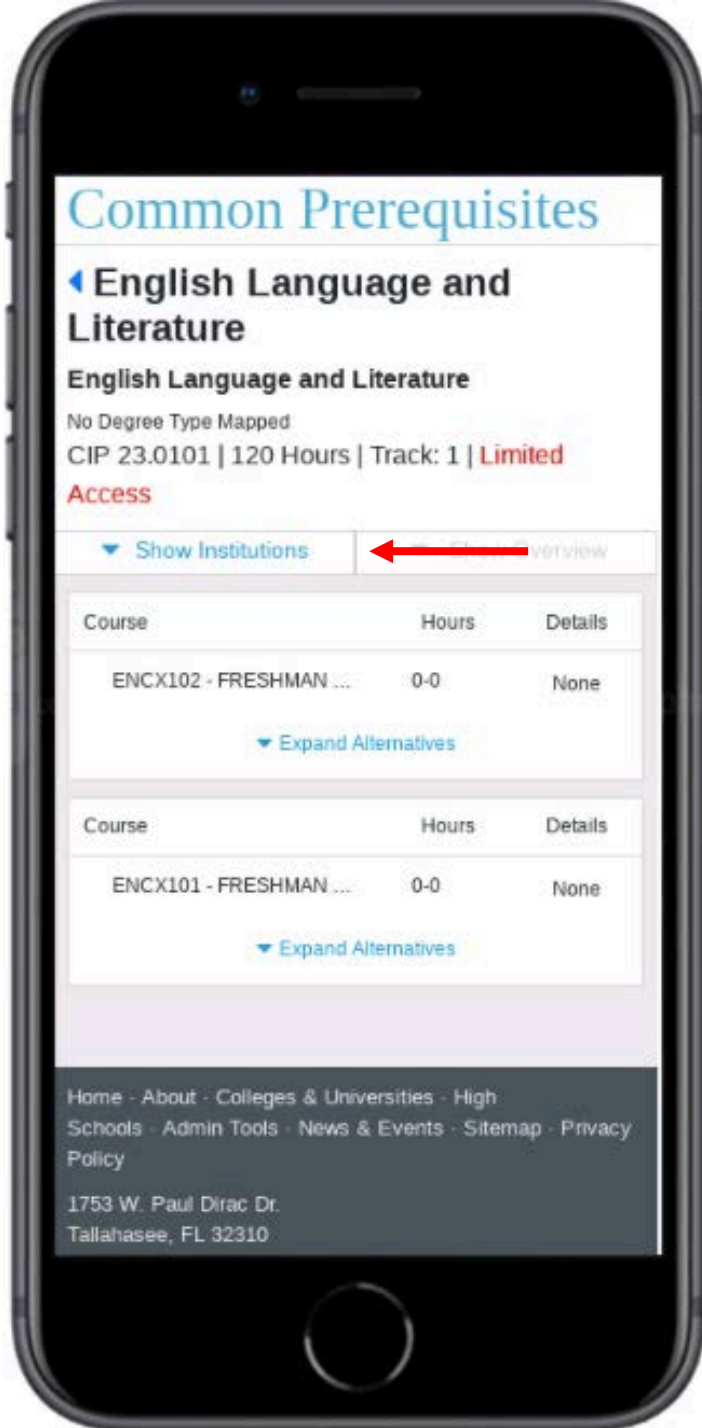 Common Prerequisites
English Language and
Literature
English Language and Literature
No Degree Type Mapped
CIP 23.0101 | 120 Hours | Track: 1 | Limited
Access
Show Institutions Show Overview
Course Hours Details
ENCX102 - FRESHMAN ... 0-0 None
Expand Alternatives
Course Hours Details
ENCX101 - FRESHMAN ... 0-0 None
Expand Alternatives
Home - About - Colleges & Universities - High
Schools - Admin Tools - News & Events - Sitemap - Privacy
Policy
1753 W. Paul Dirac Dr.
Tallahasee, FL 32310